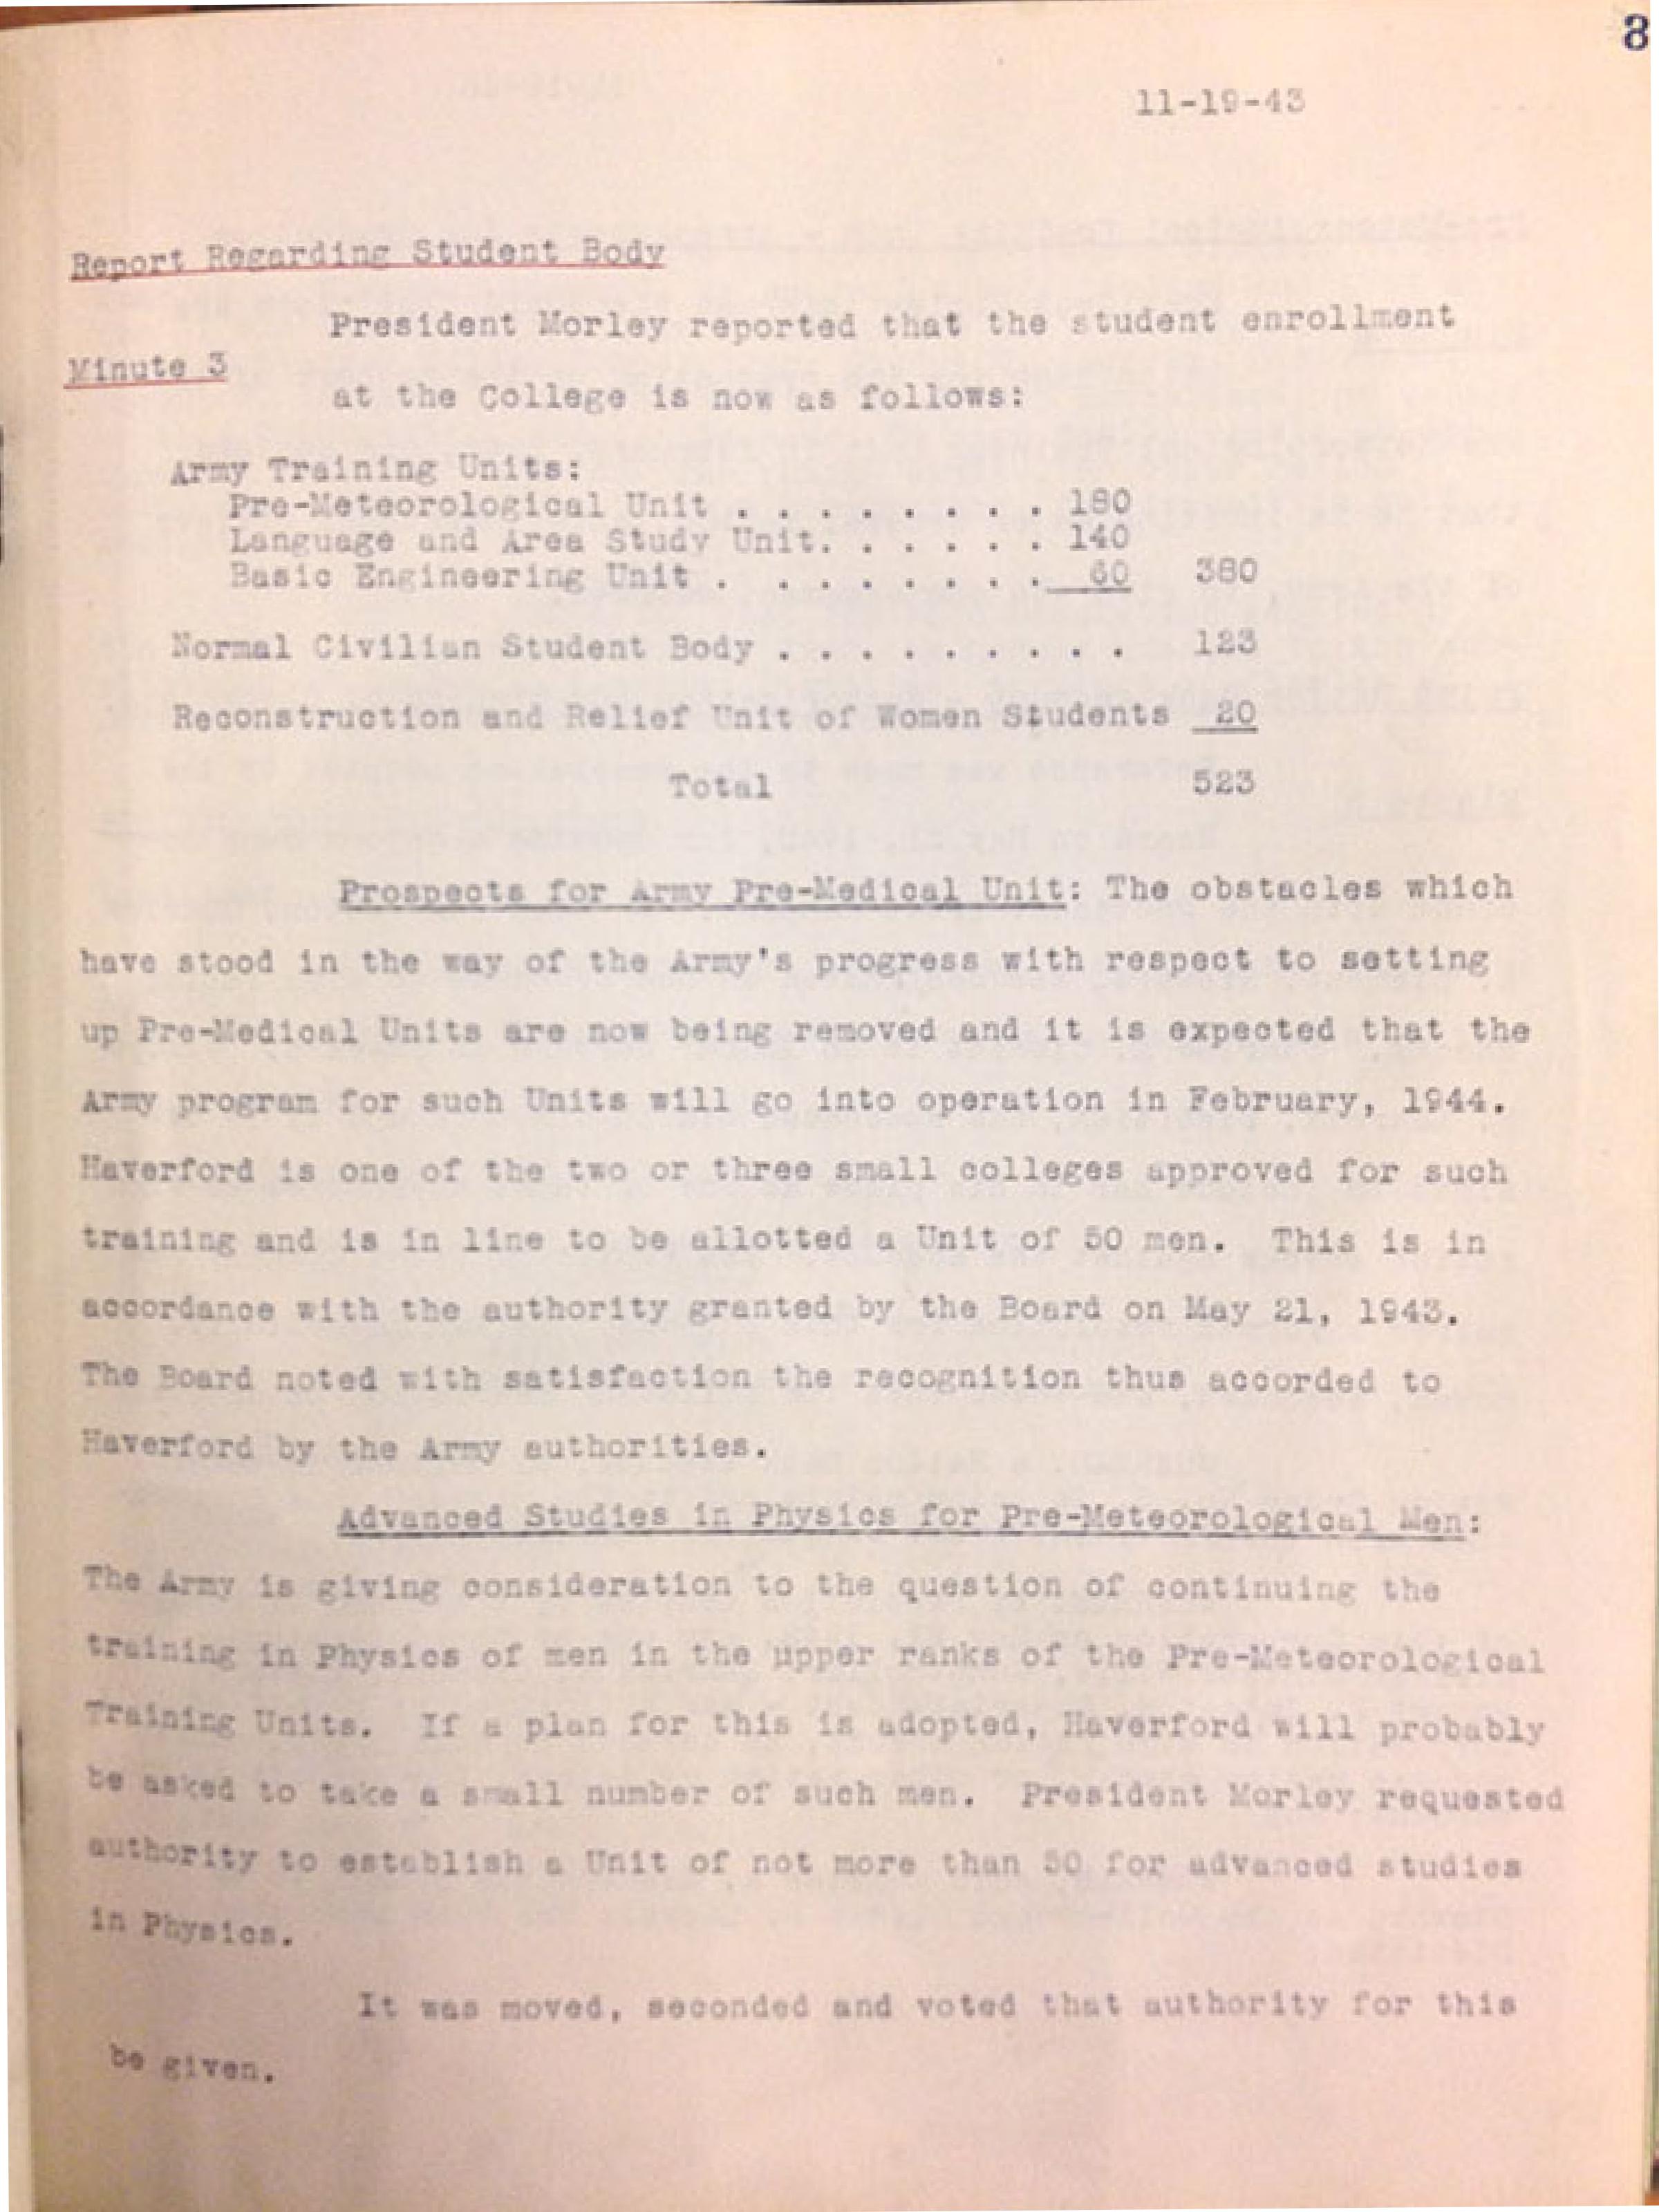 8
11-19-43
Report Regarding Student Body
President Morley reported that the student enrollment
Minute 3
at the College is now as follows:
Army Training Units:
Pre-Meteorological Unit . . . . . . . . 180
Language and Area Study Unit. . . . . . 140
Basic Engineering Unit . . . . . . . . 60 380
Normal Civilian Student Body . . . . . . . . . 123
Reconstruction and Relief Unit of Women Students 20
Total 523
Prospects for Army Pre-Medical Unit: The obstacles which
have stood in the way of the Army's progress with respect to setting
up Pre-Medical Units are now being removed and it is expected that the
Army program for such Units will go into operation in February, 1944.
Haverford is one of the two or three small colleges approved for such
training and is in line to be allotted a Unit of 50 men. This is in
accordance with the authority granted by the Board on May 21, 1943.
The Board noted with satisfaction the recognition thus accorded to
Haverford by the Army authorities.
Advanced Studies in Physics for Pre-Meteorological Men:
The Army is giving consideration to the question of continuing the
training in Physics of men in the upper ranks of the Pre-Meteorological
Training Units. If a plan for this is adopted, Haverford will probably
be asked to take a small number of such men. President Morley requested
authority to establish a Unit of not more than 50 for advanced studies
in Physics.
It was moved, seconded and voted that authority for this
be given.